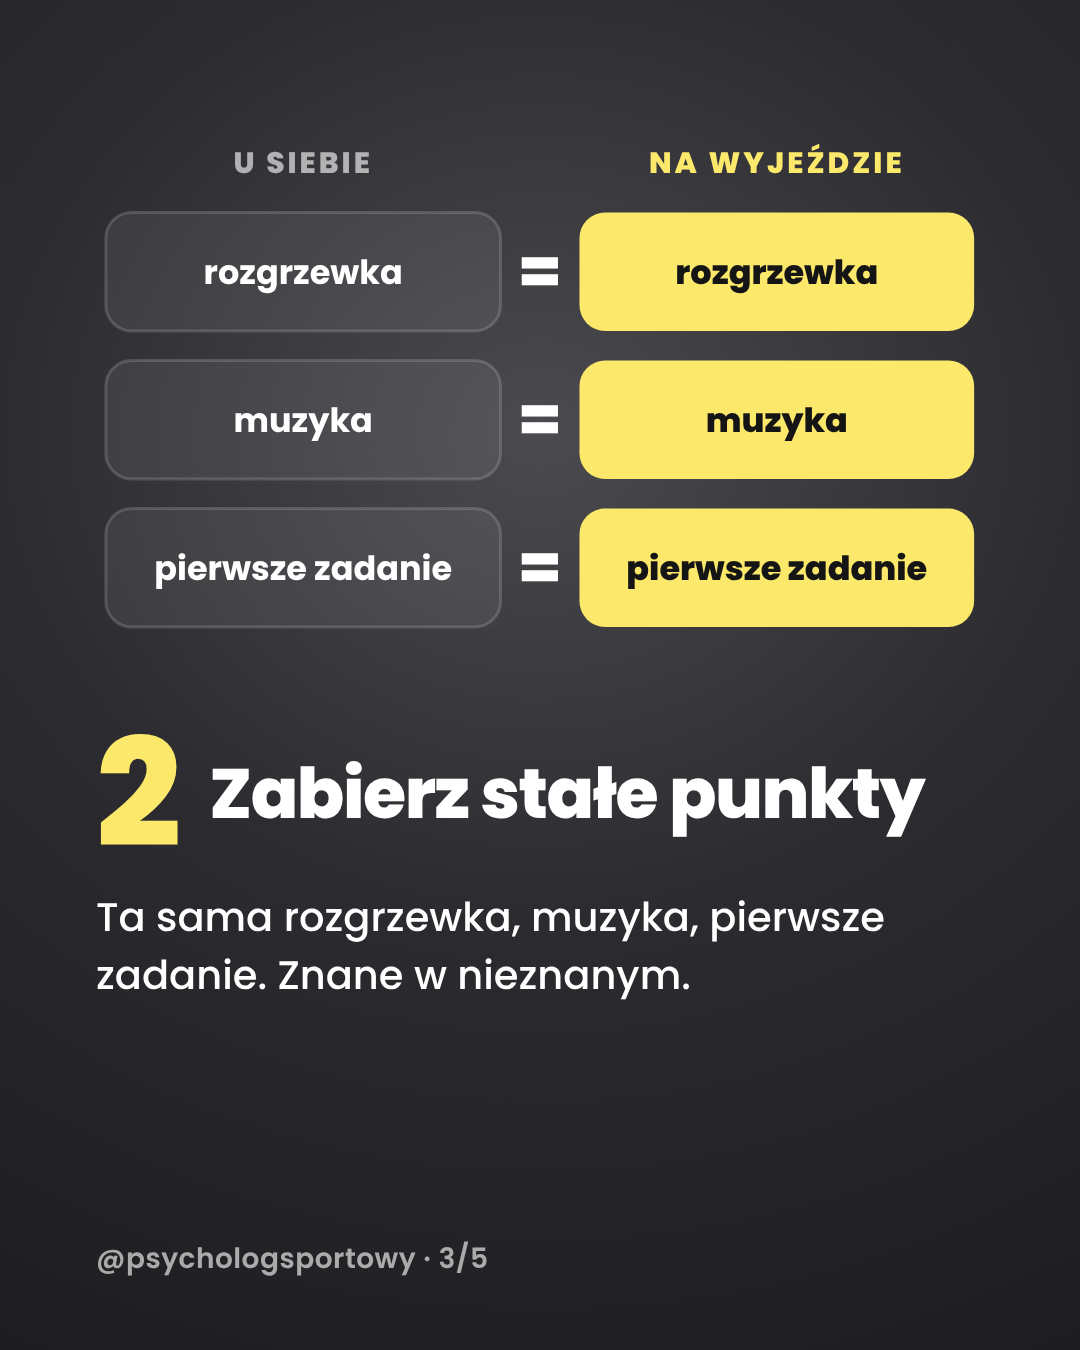 U SIEBIE NA WYJEŹDZIE
rozgrzewka = rozgrzewka
muzyka = muzyka
pierwsze zadanie = pierwsze zadanie
2 Zabierz stałe punkty
Ta sama rozgrzewka, muzyka, pierwsze
zadanie. Znane w nieznanym.
@psychologsportowy · 3/5